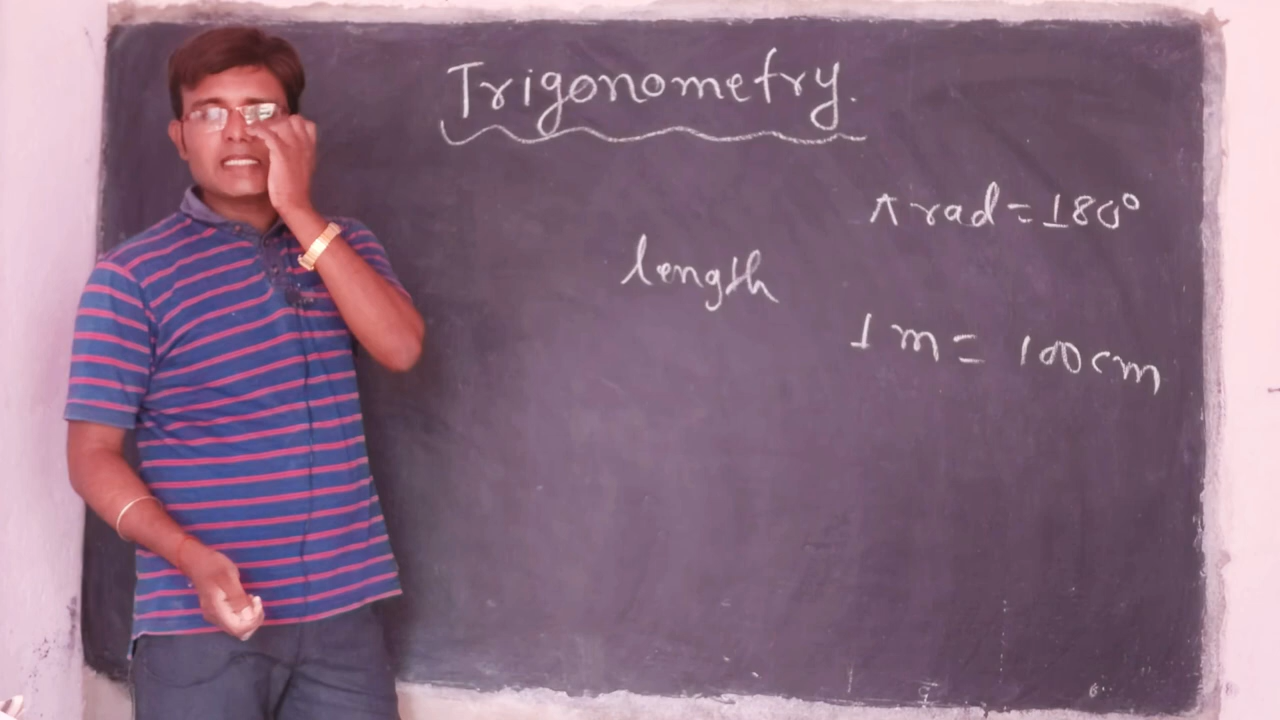 Trigonometry.
π rad = 180°
length
1 m = 100 cm